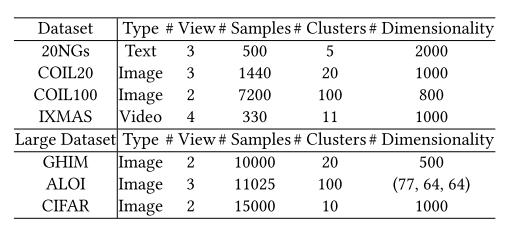 Dataset Type # View # Samples # Clusters # Dimensionality
20NGs Text 3 500 5 2000
COIL20 Image 3 1440 20 1000
COIL100 Image 2 7200 100 800
IXMAS Video 4 330 11 1000
Large Dataset Type # View # Samples # Clusters # Dimensionality
GHIM Image 2 10000 20 500
ALOI Image 3 11025 100 (77, 64, 64)
CIFAR Image 2 15000 10 1000